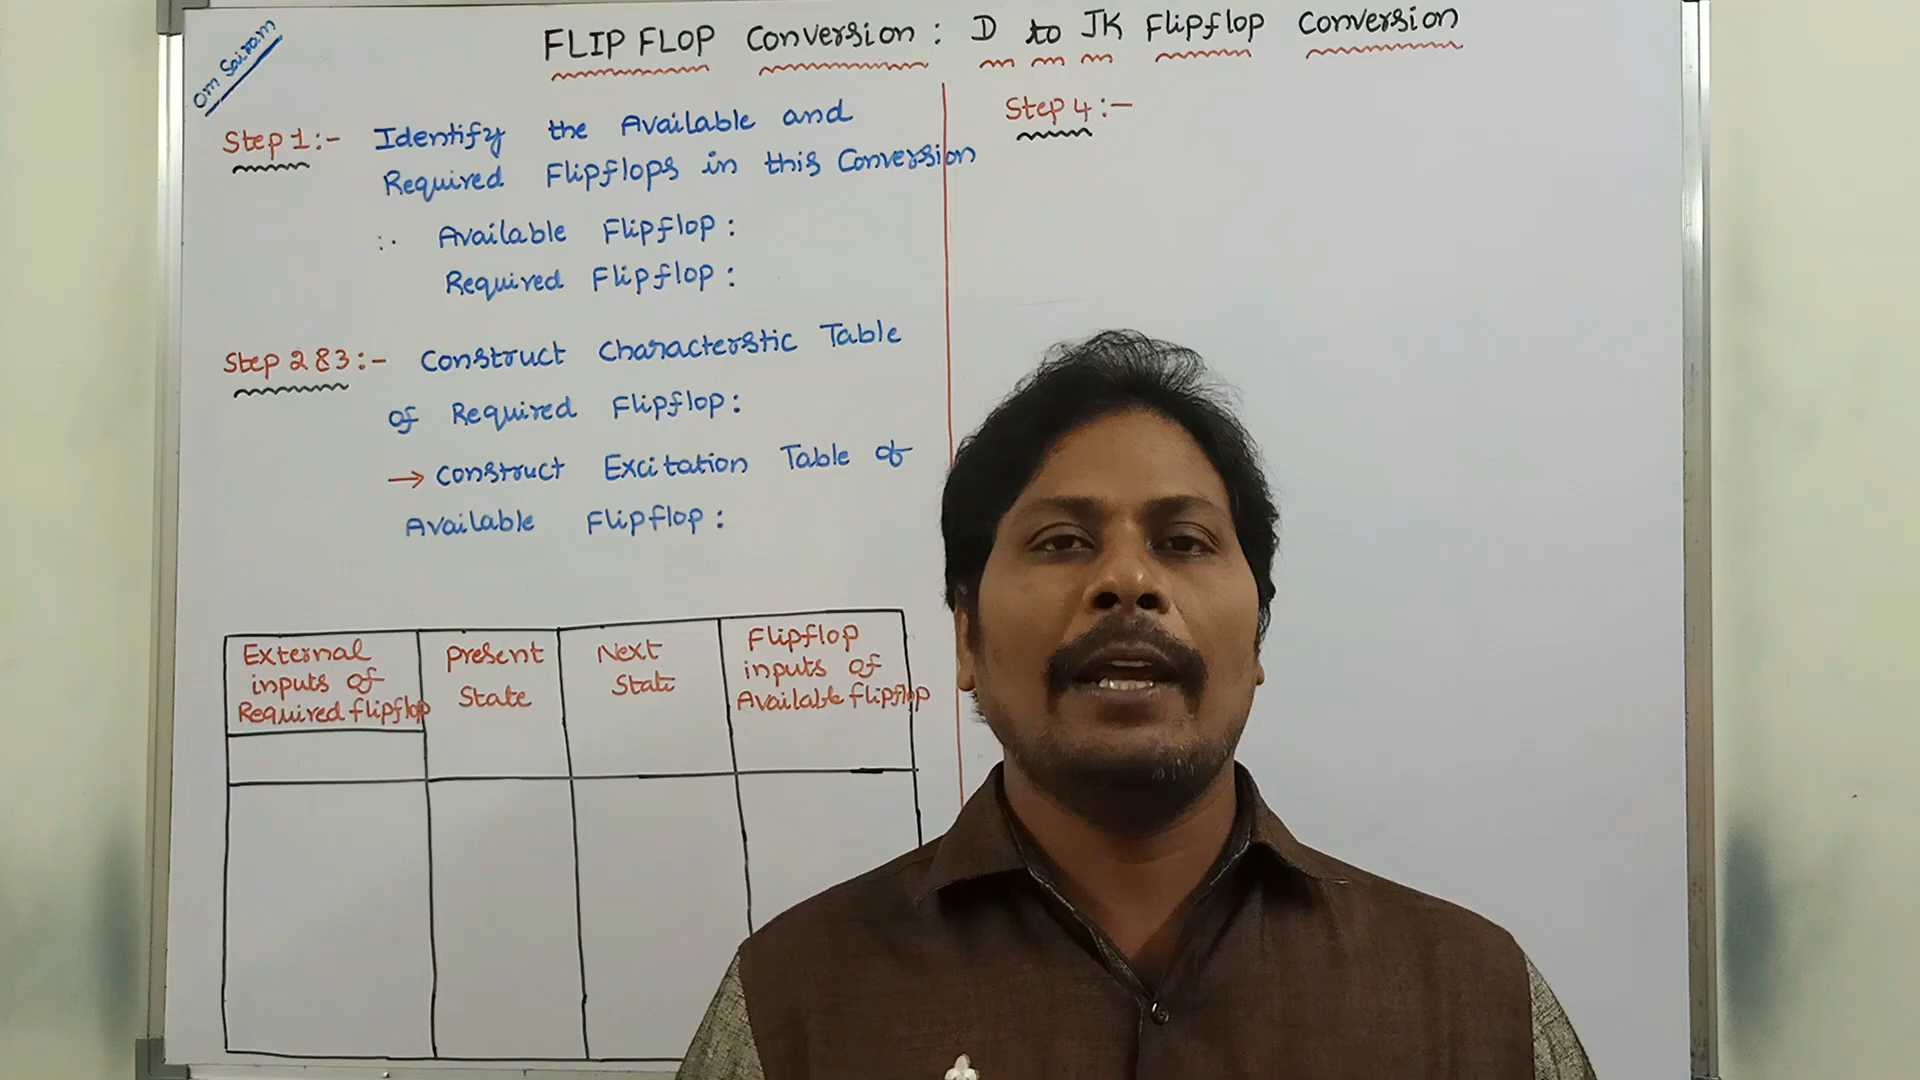 Om Sairam
FLIP FLOP Conversion : D to JK Flipflop Conversion
Step 1 :- Identify the Available and
Required Flipflops in this Conversion
∴ Available Flipflop :
Required Flipflop :
Step 2 & 3 :- Construct Characterstic Table
of Required Flipflop :
→ Construct Excitation Table of
Available Flipflop :
External
inputs of
Required flipflop
present
State
Next
State
Flipflop
inputs of
Available flipflop
Step 4 :-